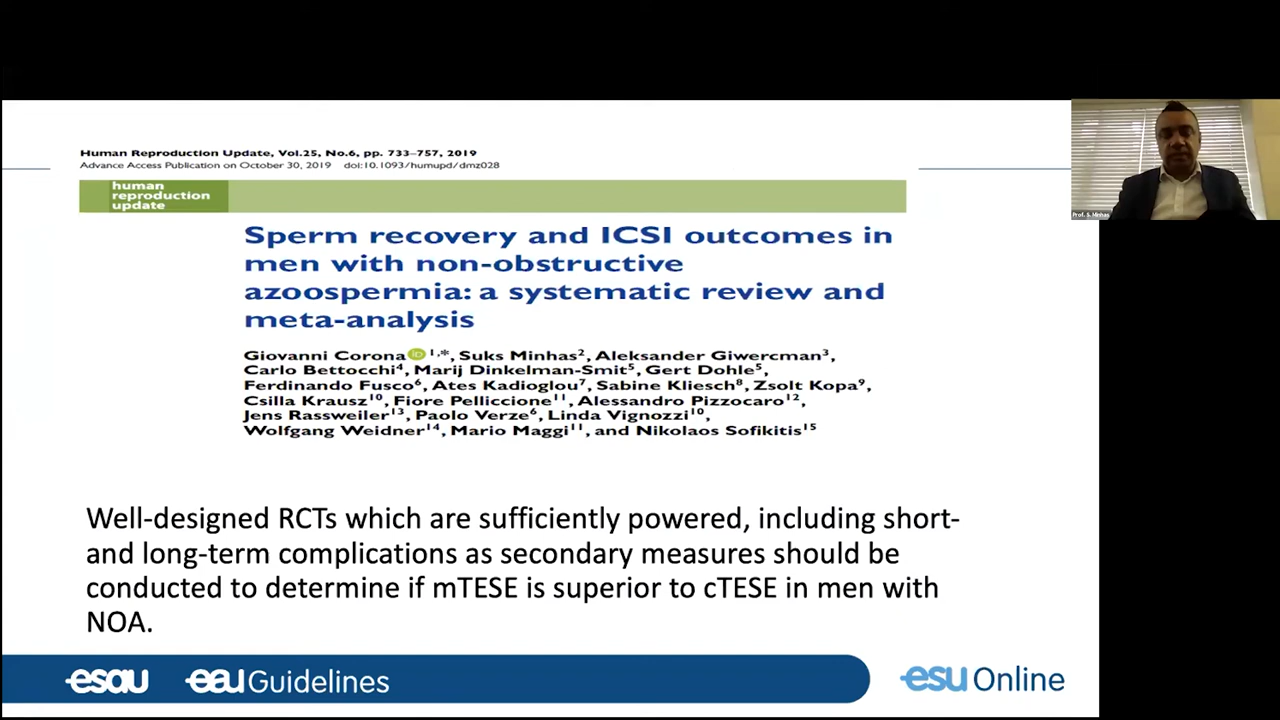 Human Reproduction Update, Vol.25, No.6, pp. 733–757, 2019
Advance Access Publication on October 30, 2019 doi:10.1093/humupd/dmz028
human
reproduction
update
Sperm recovery and ICSI outcomes in
men with non-obstructive
azoospermia: a systematic review and
meta-analysis
Giovanni Corona iD 1,*, Suks Minhas2, Aleksander Giwercman3,
Carlo Bettocchi4, Marij Dinkelman-Smit5, Gert Dohle5,
Ferdinando Fusco6, Ates Kadioglou7, Sabine Kliesch8, Zsolt Kopa9,
Csilla Krausz10, Fiore Pelliccione11, Alessandro Pizzocaro12,
Jens Rassweiler13, Paolo Verze6, Linda Vignozzi10,
Wolfgang Weidner14, Mario Maggi11, and Nikolaos Sofikitis15
Well-designed RCTs which are sufficiently powered, including short-
and long-term complications as secondary measures should be
conducted to determine if mTESE is superior to cTESE in men with
NOA.
esau eau Guidelines
esu Online
Prof. S. Minhas